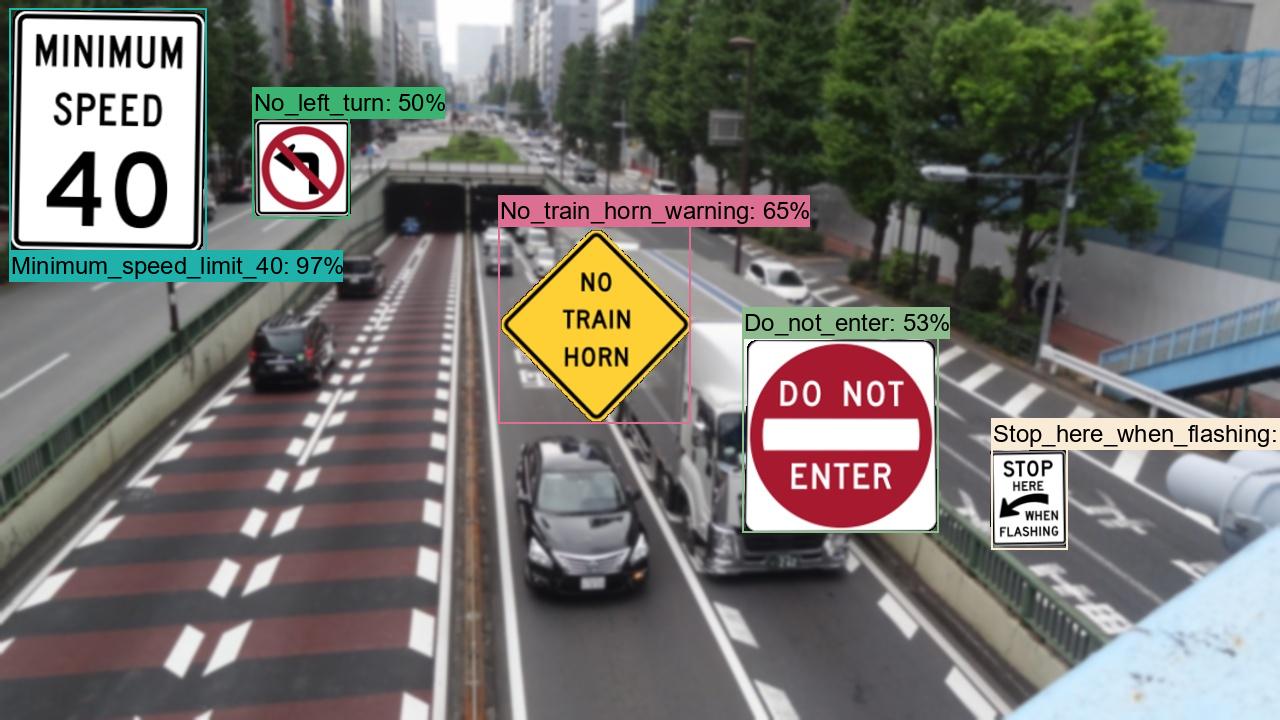 MINIMUM
SPEED
40
Minimum_speed_limit_40: 97%
No_left_turn: 50%
No_train_horn_warning: 65%
NO
TRAIN
HORN
Do_not_enter: 53%
DO NOT
ENTER
Stop_here_when_flashing:
STOP
HERE
WHEN
FLASHING